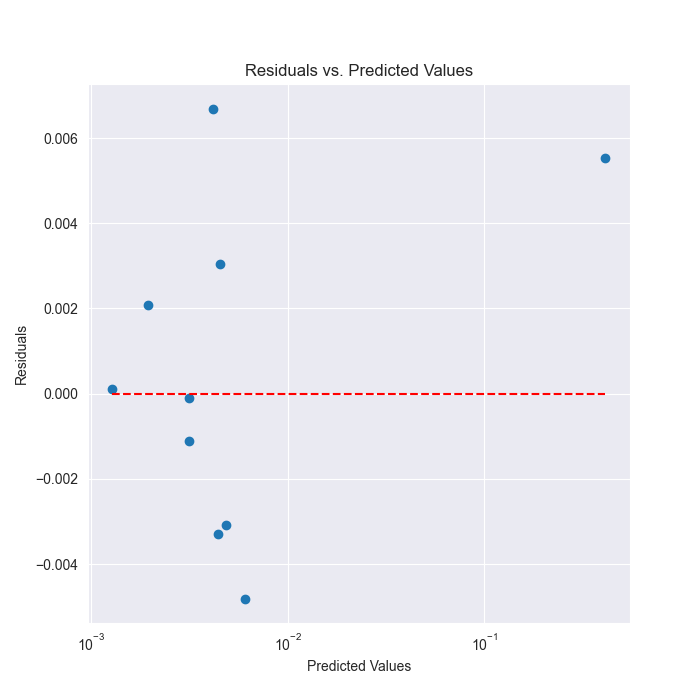 Residuals vs. Predicted Values
0.006
0.004
0.002
0.000
−0.002
−0.004
Residuals
10⁻³ 10⁻² 10⁻¹
Predicted Values